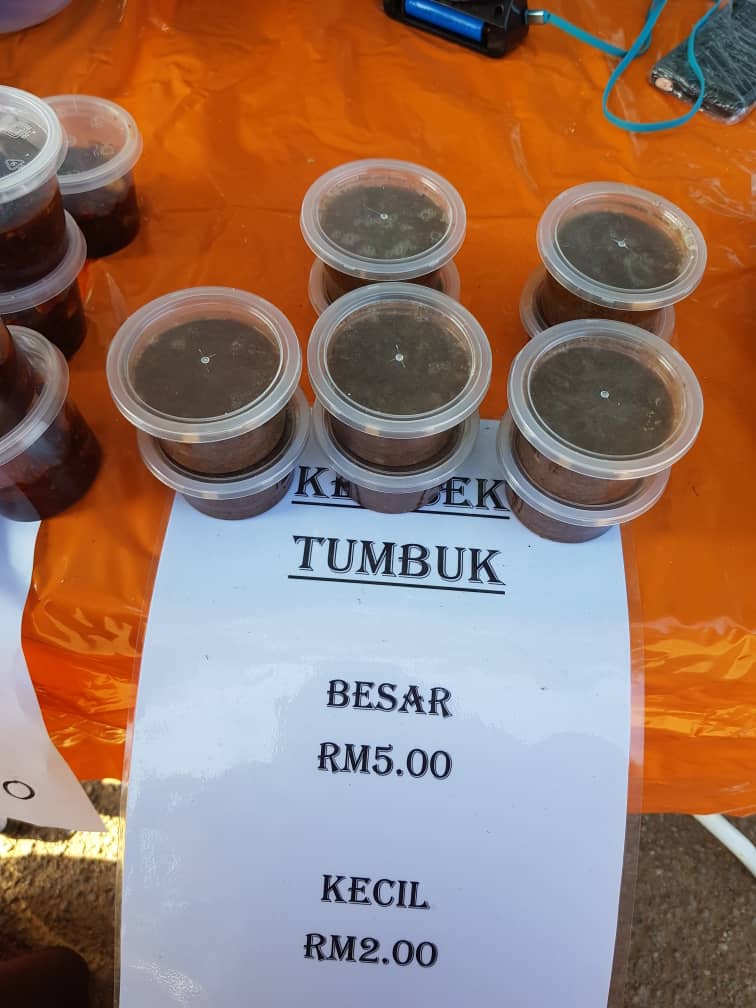 TUMBUK
BESAR
RM5.00
KECIL
RM2.00